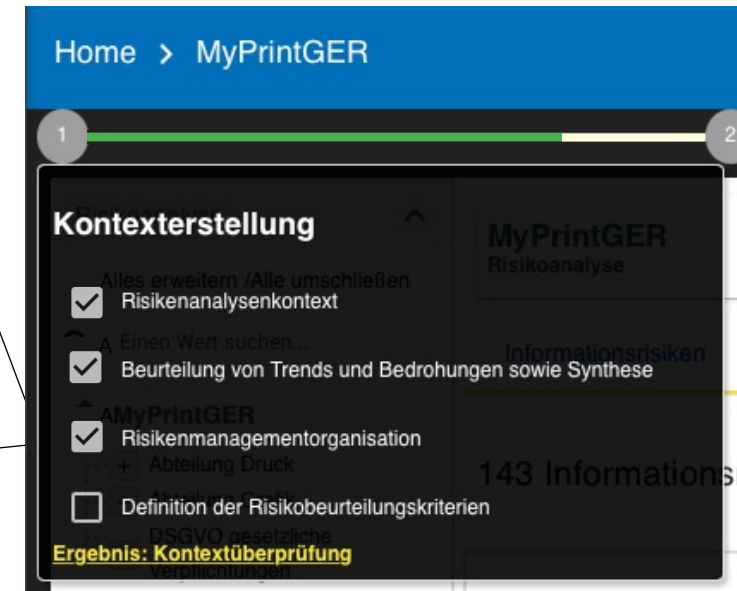 Home > MyPrintGER
1
2
Kontexterstellung
MyPrintGER
Risikoanalyse
Alles erweitern /Alle umschließen
Risikenanalysenkontext
Einen Wert suchen...
Informationsrisiken
Beurteilung von Trends und Bedrohungen sowie Synthese
MyPrintGER
Risikenmanagementorganisation
Abteilung Druck
143 Informations
Definition der Risikobeurteilungskriterien
DSGVO gesetzliche
Ergebnis: Kontextüberprüfung
Verpflichtungen